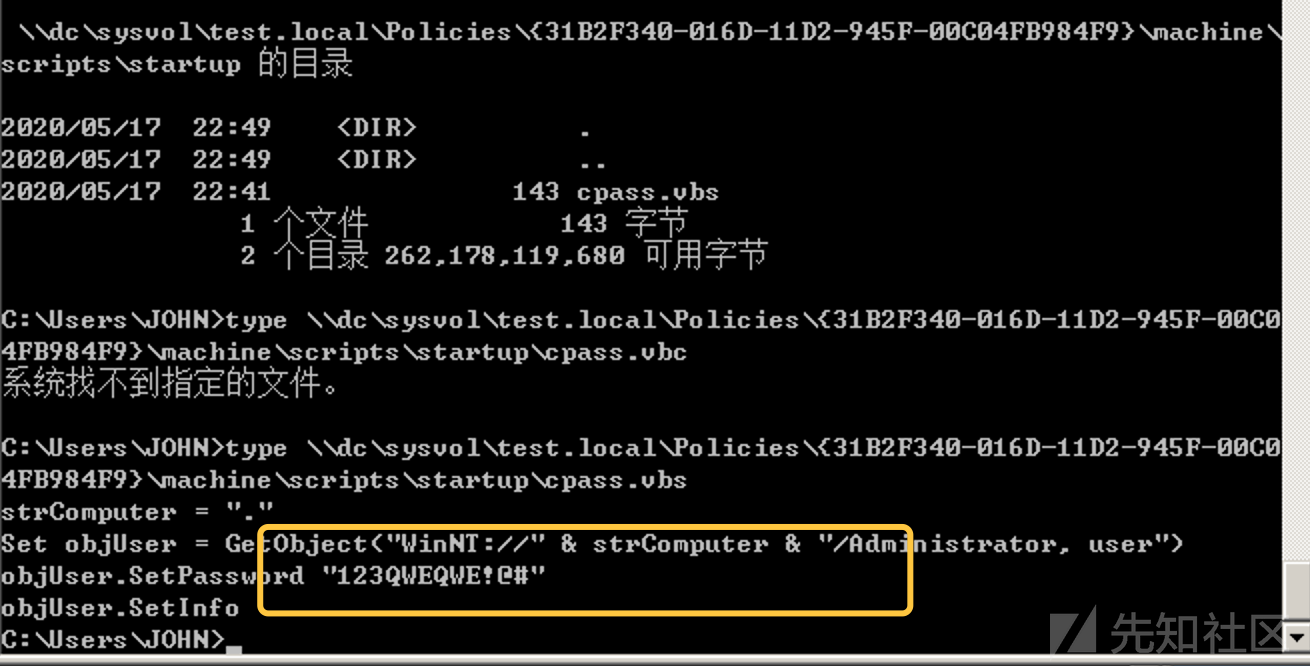 \\dc\sysvol\test.local\Policies\{31B2F340-016D-11D2-945F-00C04FB984F9}\machine\
scripts\startup 的目录
2020/05/17  22:49    <DIR>          .
2020/05/17  22:49    <DIR>          ..
2020/05/17  22:41               143 cpass.vbs
1 个文件            143 字节
2 个目录 262,178,119,680 可用字节
C:\Users\JOHN>type \\dc\sysvol\test.local\Policies\{31B2F340-016D-11D2-945F-00C0
4FB984F9}\machine\scripts\startup\cpass.vbc
系统找不到指定的文件。
C:\Users\JOHN>type \\dc\sysvol\test.local\Policies\{31B2F340-016D-11D2-945F-00C0
4FB984F9}\machine\scripts\startup\cpass.vbs
strComputer = "."
Set objUser = GetObject("WinNT://" & strComputer & "/Administrator, user")
objUser.SetPassword "123QWEQWE!@#"
objUser.SetInfo
C:\Users\JOHN>_
先知社区